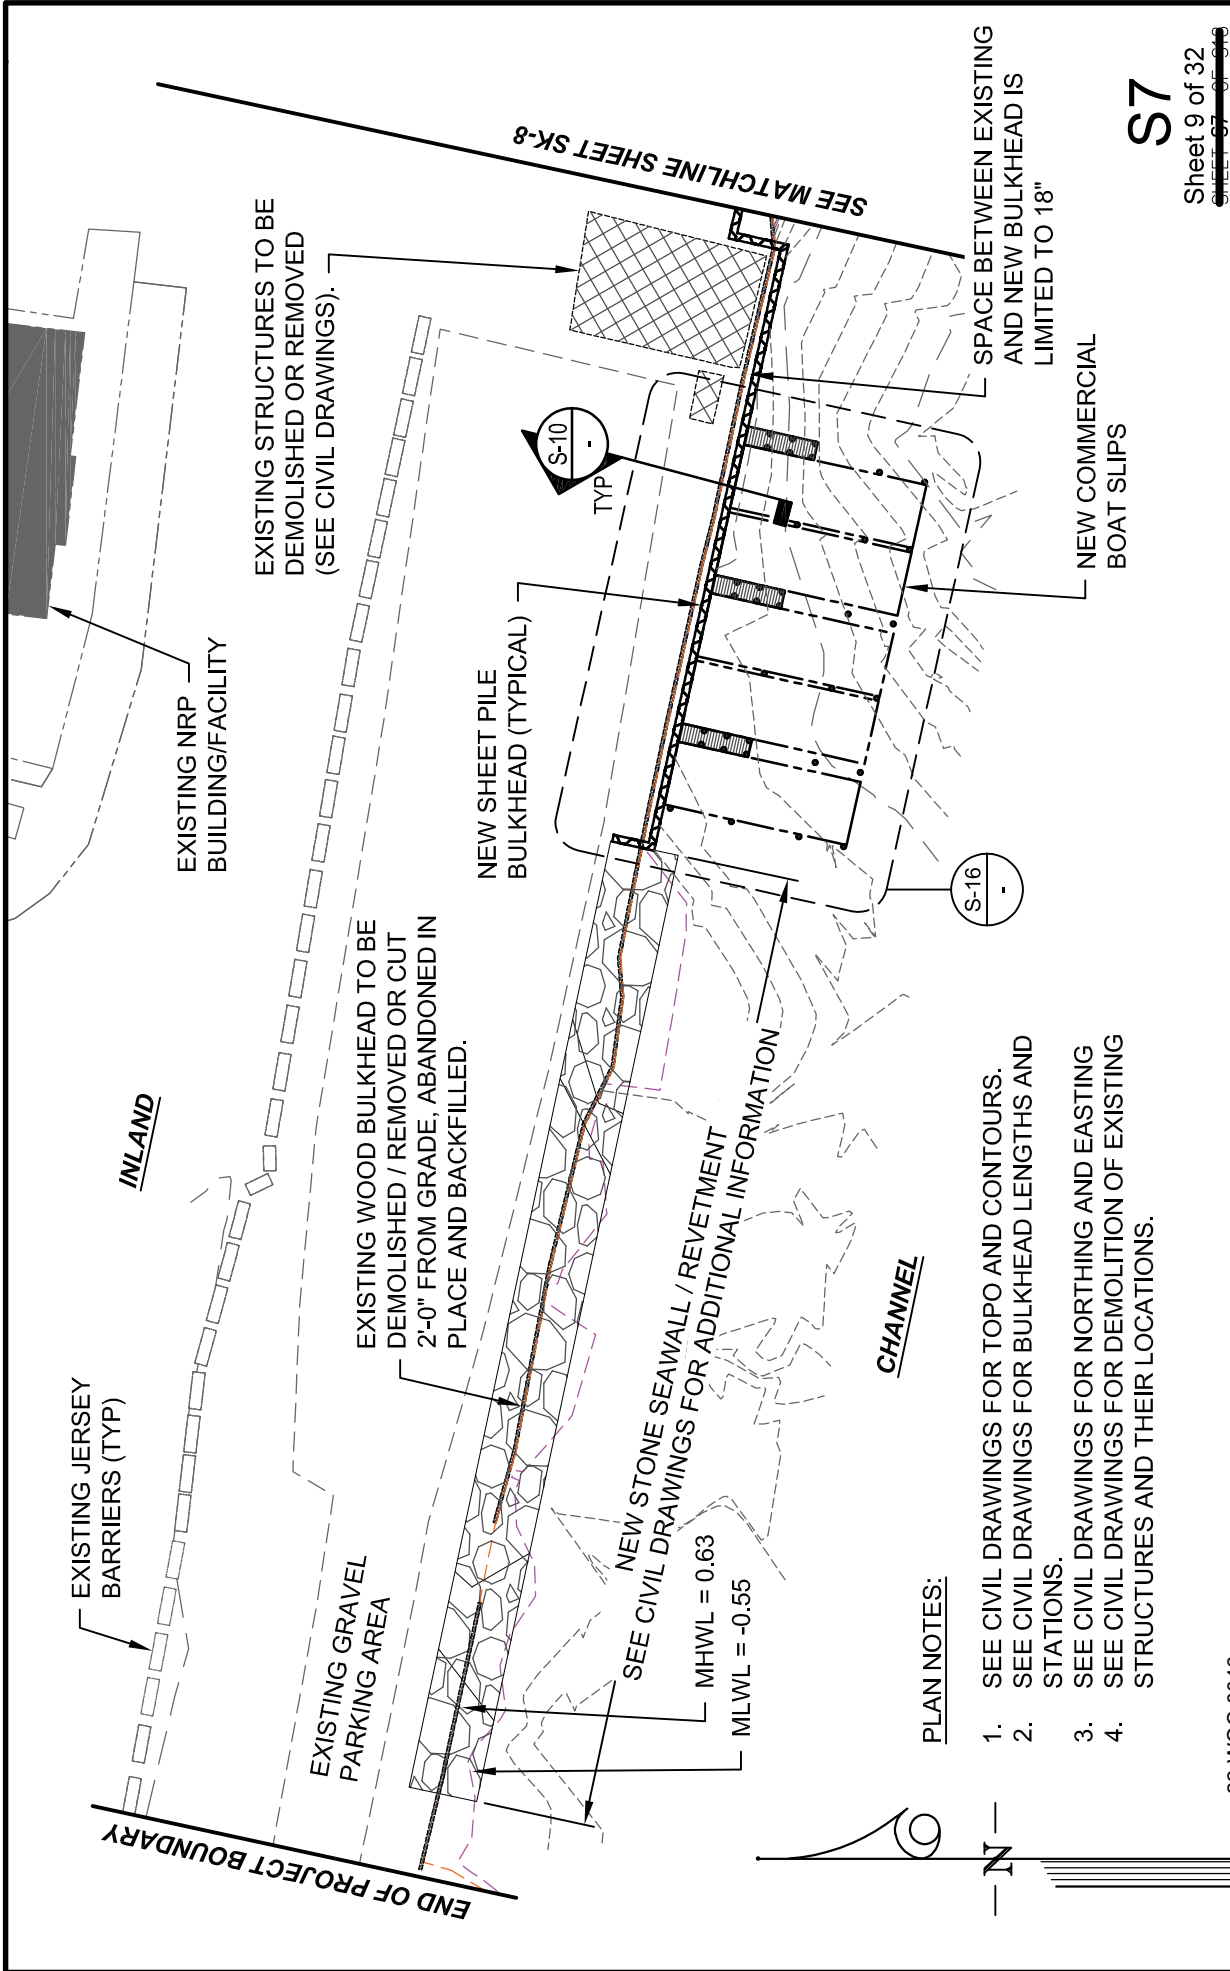 EXISTING JERSEY
BARRIERS (TYP)
INLAND
EXISTING NRP
BUILDING/FACILITY
EXISTING STRUCTURES TO BE
DEMOLISHED OR REMOVED
(SEE CIVIL DRAWINGS).
SEE MATCHLINE SHEET SK-8
END OF PROJECT BOUNDARY
EXISTING GRAVEL
PARKING AREA
EXISTING WOOD BULKHEAD TO BE
DEMOLISHED / REMOVED OR CUT
2'-0" FROM GRADE, ABANDONED IN
PLACE AND BACKFILLED.
NEW SHEET PILE
BULKHEAD (TYPICAL)
S-10
-
TYP
NEW STONE SEAWALL / REVETMENT
SEE CIVIL DRAWINGS FOR ADDITIONAL INFORMATION
MHWL = 0.63
MLWL = -0.55
CHANNEL
S-16
-
NEW COMMERCIAL
BOAT SLIPS
SPACE BETWEEN EXISTING
AND NEW BULKHEAD IS
LIMITED TO 18"
N
PLAN NOTES:
1. SEE CIVIL DRAWINGS FOR TOPO AND CONTOURS.
2. SEE CIVIL DRAWINGS FOR BULKHEAD LENGTHS AND
STATIONS.
3. SEE CIVIL DRAWINGS FOR NORTHING AND EASTING
4. SEE CIVIL DRAWINGS FOR DEMOLITION OF EXISTING
STRUCTURES AND THEIR LOCATIONS.
S7
Sheet 9 of 32